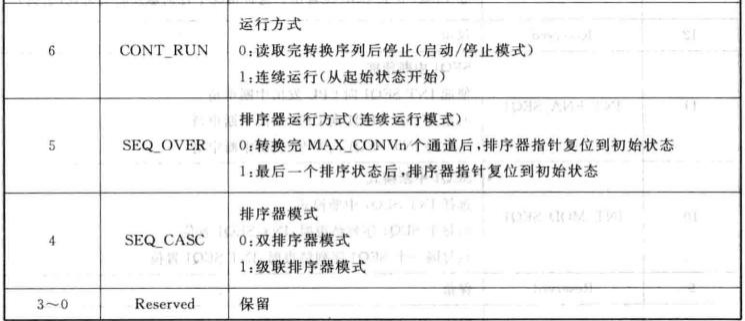 运行方式
6 CONT_RUN 0:读取完转换序列后停止(启动/停止模式)
1:连续运行(从起始状态开始)
排序器运行方式(连续运行模式)
5 SEQ_OVER 0:转换完 MAX_CONVn 个通道后,排序器指针复位到初始状态
1:最后一个排序状态后,排序器指针复位到初始状态
排序器模式
4 SEQ_CASC 0:双排序器模式
1:级联排序器模式
3~0 Reserved 保留